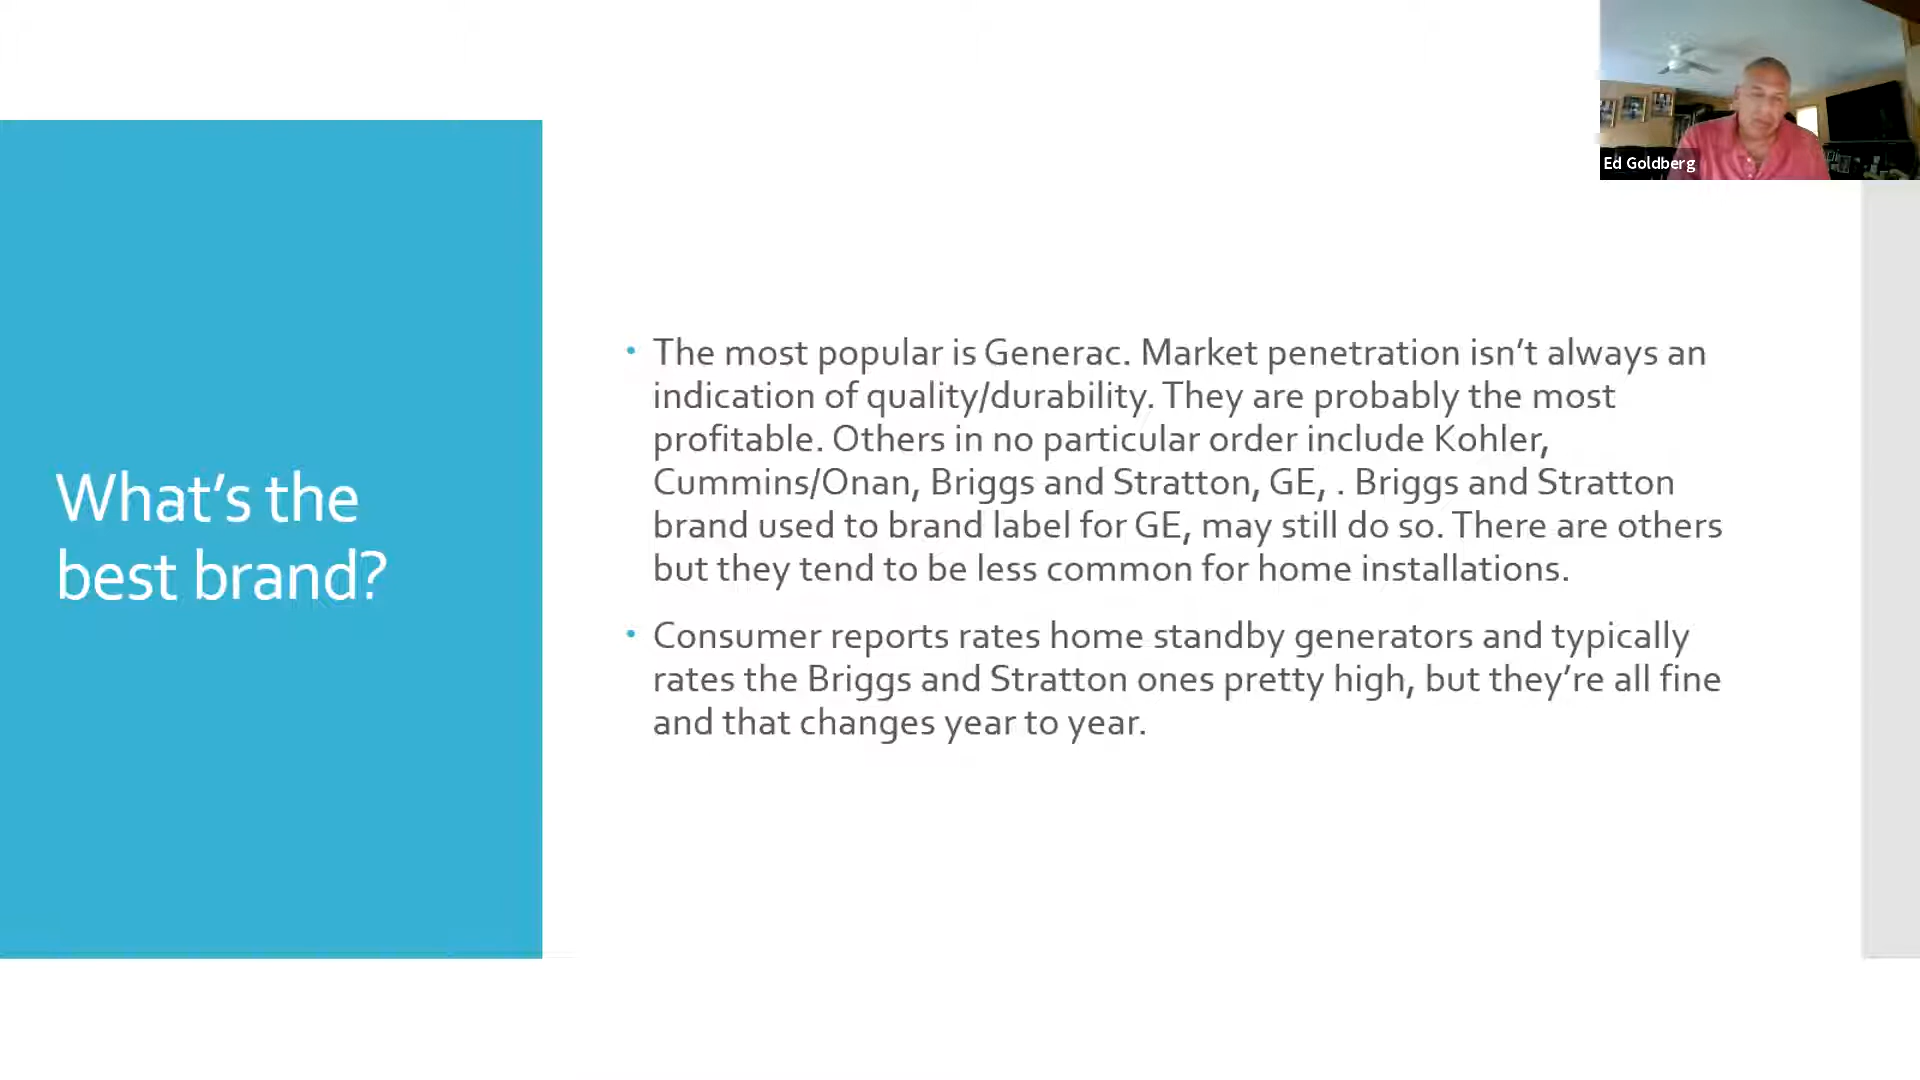 Ed Goldberg
What’s the
best brand?
• The most popular is Generac. Market penetration isn’t always an
indication of quality/durability. They are probably the most
profitable. Others in no particular order include Kohler,
Cummins/Onan, Briggs and Stratton, GE, . Briggs and Stratton
brand used to brand label for GE, may still do so. There are others
but they tend to be less common for home installations.
• Consumer reports rates home standby generators and typically
rates the Briggs and Stratton ones pretty high, but they’re all fine
and that changes year to year.